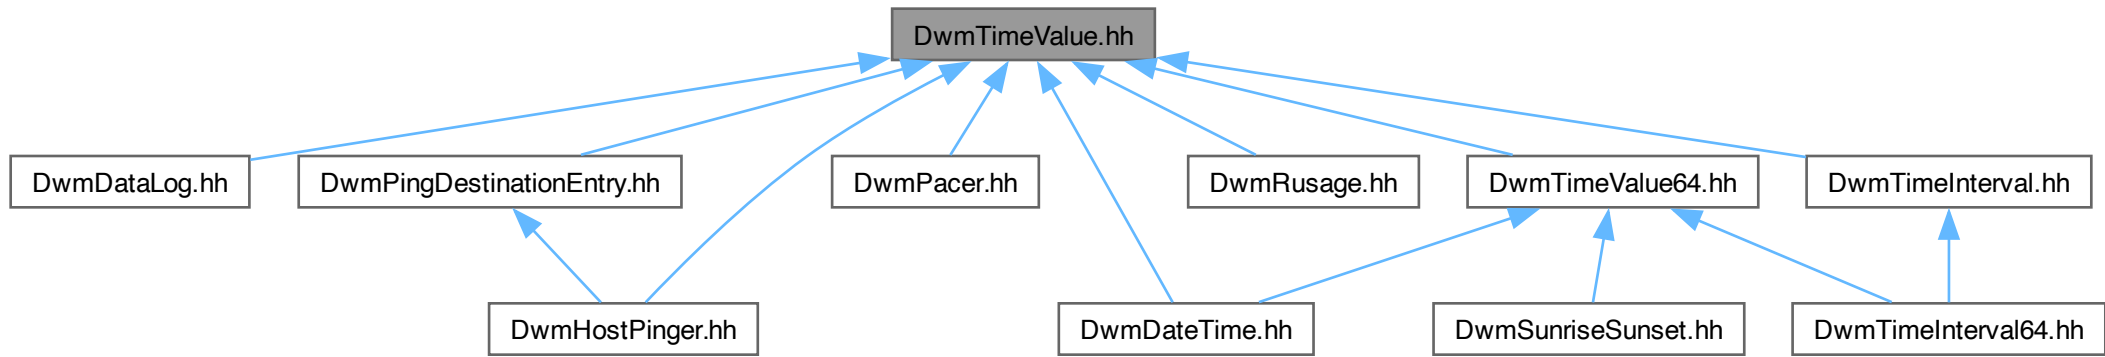 DwmTimeValue.hh
DwmDataLog.hh
DwmPingDestinationEntry.hh
DwmPacer.hh
DwmRusage.hh
DwmTimeValue64.hh
DwmTimeInterval.hh
DwmHostPinger.hh
DwmDateTime.hh
DwmSunriseSunset.hh
DwmTimeInterval64.hh